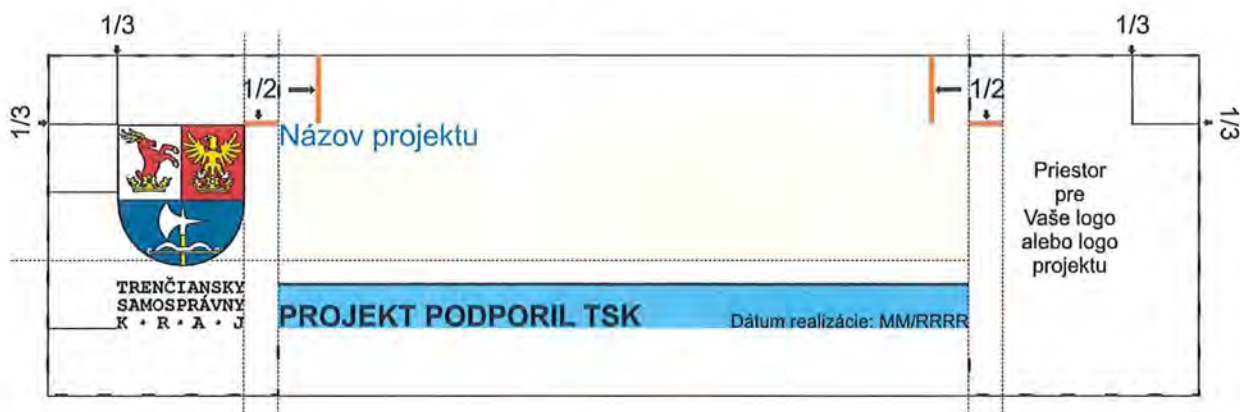 1/3
1/3
1/2
1/2
1/3
1/3
Názov projektu
Priestor
pre
Vaše logo
alebo logo
projektu
TRENČIANSKY
SAMOSPRÁVNY
K · R · A · J
PROJEKT PODPORIL TSK
Dátum realizácie: MM/RRRR